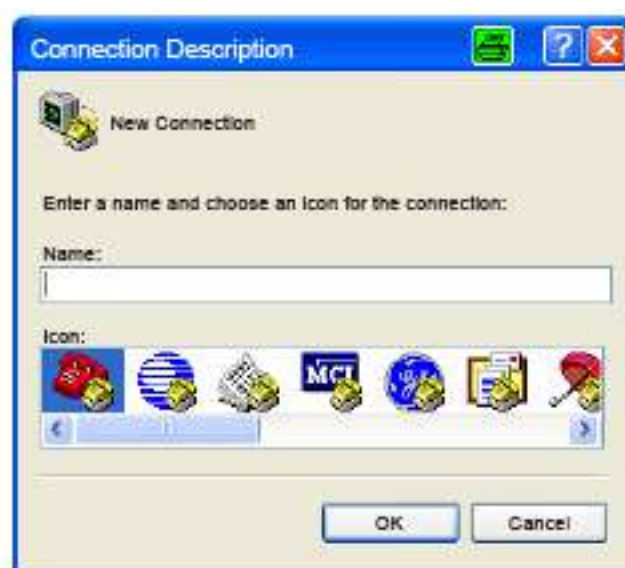 Connection Description
New Connection
Enter a name and choose an icon for the connection:
Name:
Icon:
MCI
OK
Cancel